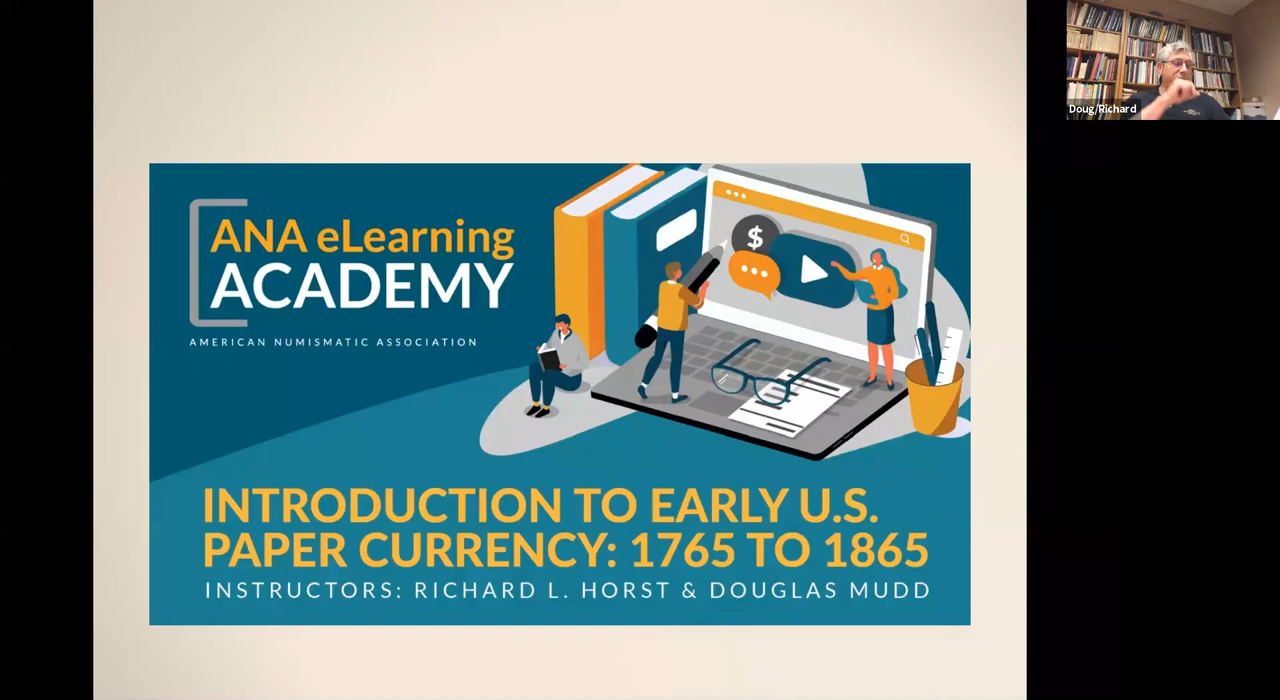 ANA eLearning
ACADEMY
AMERICAN NUMISMATIC ASSOCIATION
$
INTRODUCTION TO EARLY U.S.
PAPER CURRENCY: 1765 TO 1865
INSTRUCTORS: RICHARD L. HORST & DOUGLAS MUDD
Doug/Richard